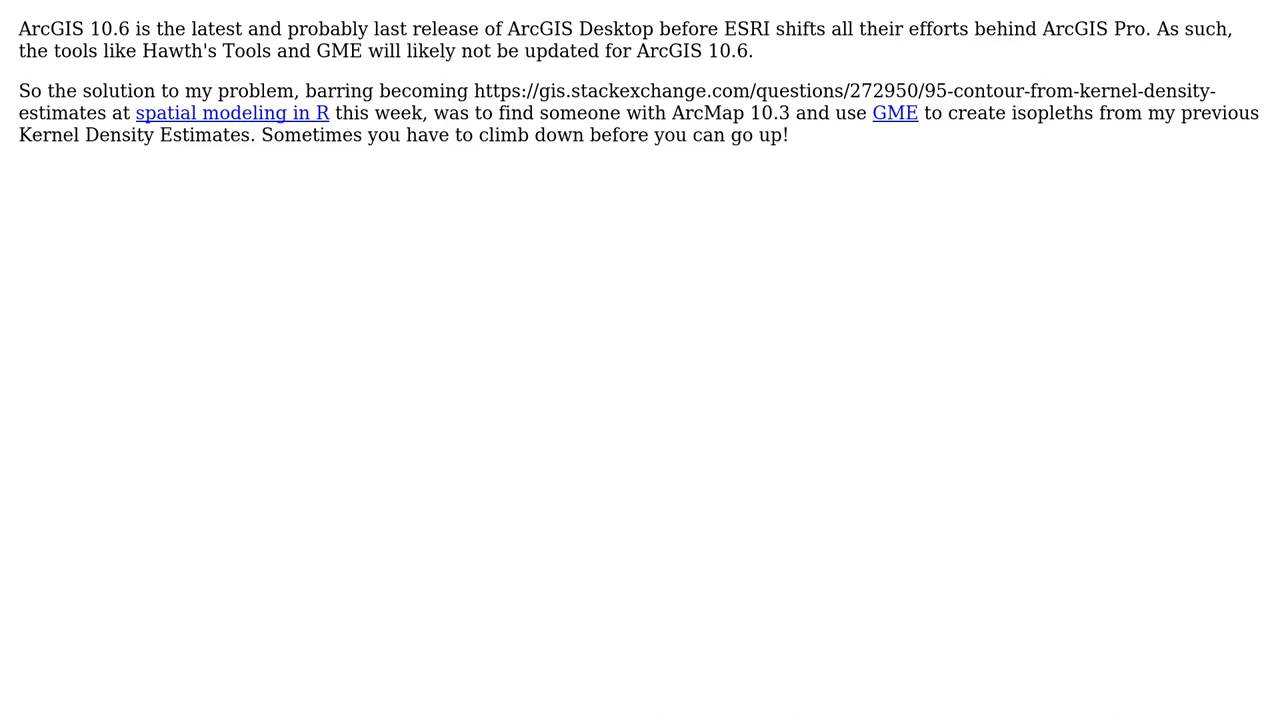 ArcGIS 10.6 is the latest and probably last release of ArcGIS Desktop before ESRI shifts all their efforts behind ArcGIS Pro. As such,
the tools like Hawth's Tools and GME will likely not be updated for ArcGIS 10.6.
So the solution to my problem, barring becoming https://gis.stackexchange.com/questions/272950/95-contour-from-kernel-density-
estimates at spatial modeling in R this week, was to find someone with ArcMap 10.3 and use GME to create isopleths from my previous
Kernel Density Estimates. Sometimes you have to climb down before you can go up!